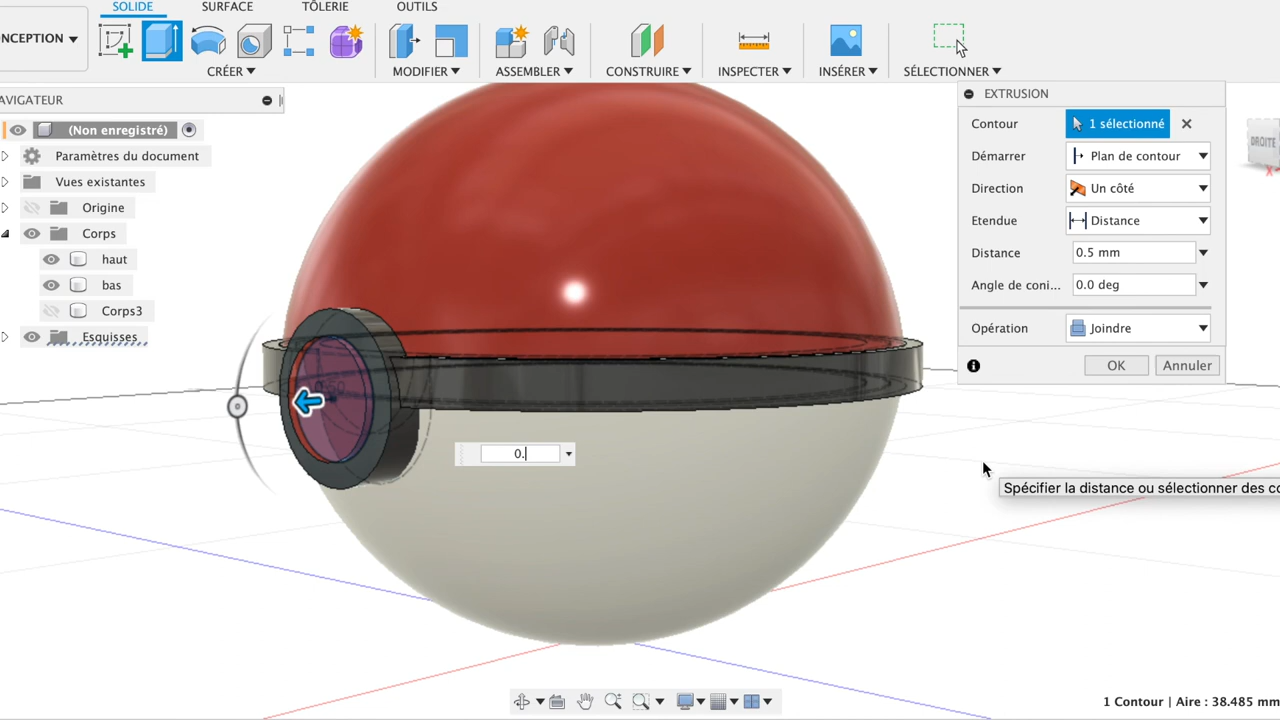 SOLIDE SURFACE TÔLERIE OUTILS
NCEPTION
CRÉER MODIFIER ASSEMBLER CONSTRUIRE INSPECTER INSÉRER SÉLECTIONNER
AVIGATEUR
(Non enregistré)
Paramètres du document
Vues existantes
Origine
Corps
haut
bas
Corps3
Esquisses
EXTRUSION
Contour 1 sélectionné
Démarrer Plan de contour
Direction Un côté
Etendue Distance
Distance 0.5 mm
Angle de coni... 0.0 deg
Opération Joindre
OK Annuler
DROITE
X
0.
Spécifier la distance ou sélectionner des co
1 Contour | Aire : 38.485 mm